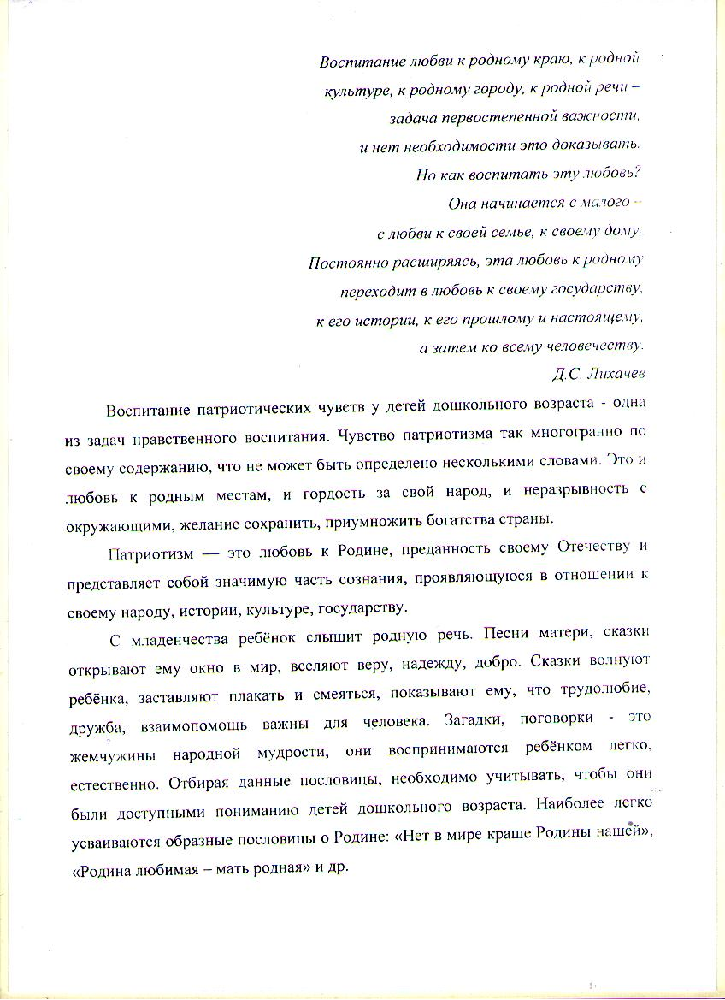 Воспитание любви к родному краю, к родной
культуре, к родному городу, к родной речи –
задача первостепенной важности,
и нет необходимости это доказывать.
Но как воспитать эту любовь?
Она начинается с малого –
с любви к своей семье, к своему дому.
Постоянно расширяясь, эта любовь к родному
переходит в любовь к своему государству,
к его истории, к его прошлому и настоящему,
а затем ко всему человечеству.
Д.С. Лихачев
Воспитание патриотических чувств у детей дошкольного возраста - одна
из задач нравственного воспитания. Чувство патриотизма так многогранно по
своему содержанию, что не может быть определено несколькими словами. Это и
любовь к родным местам, и гордость за свой народ, и неразрывность с
окружающими, желание сохранить, приумножить богатства страны.
Патриотизм — это любовь к Родине, преданность своему Отечеству и
представляет собой значимую часть сознания, проявляющуюся в отношении к
своему народу, истории, культуре, государству.
С младенчества ребёнок слышит родную речь. Песни матери, сказки
открывают ему окно в мир, вселяют веру, надежду, добро. Сказки волнуют
ребёнка, заставляют плакать и смеяться, показывают ему, что трудолюбие,
дружба, взаимопомощь важны для человека. Загадки, поговорки - это
жемчужины народной мудрости, они воспринимаются ребёнком легко,
естественно. Отбирая данные пословицы, необходимо учитывать, чтобы они
были доступными пониманию детей дошкольного возраста. Наиболее легко
усваиваются образные пословицы о Родине: «Нет в мире краше Родины нашей»,
«Родина любимая – мать родная» и др.